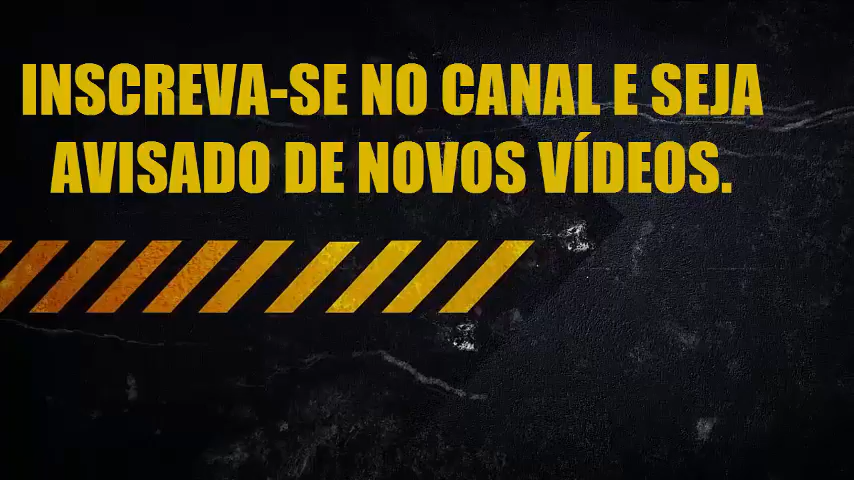 INSCREVA-SE NO CANAL E SEJA
AVISADO DE NOVOS VÍDEOS.